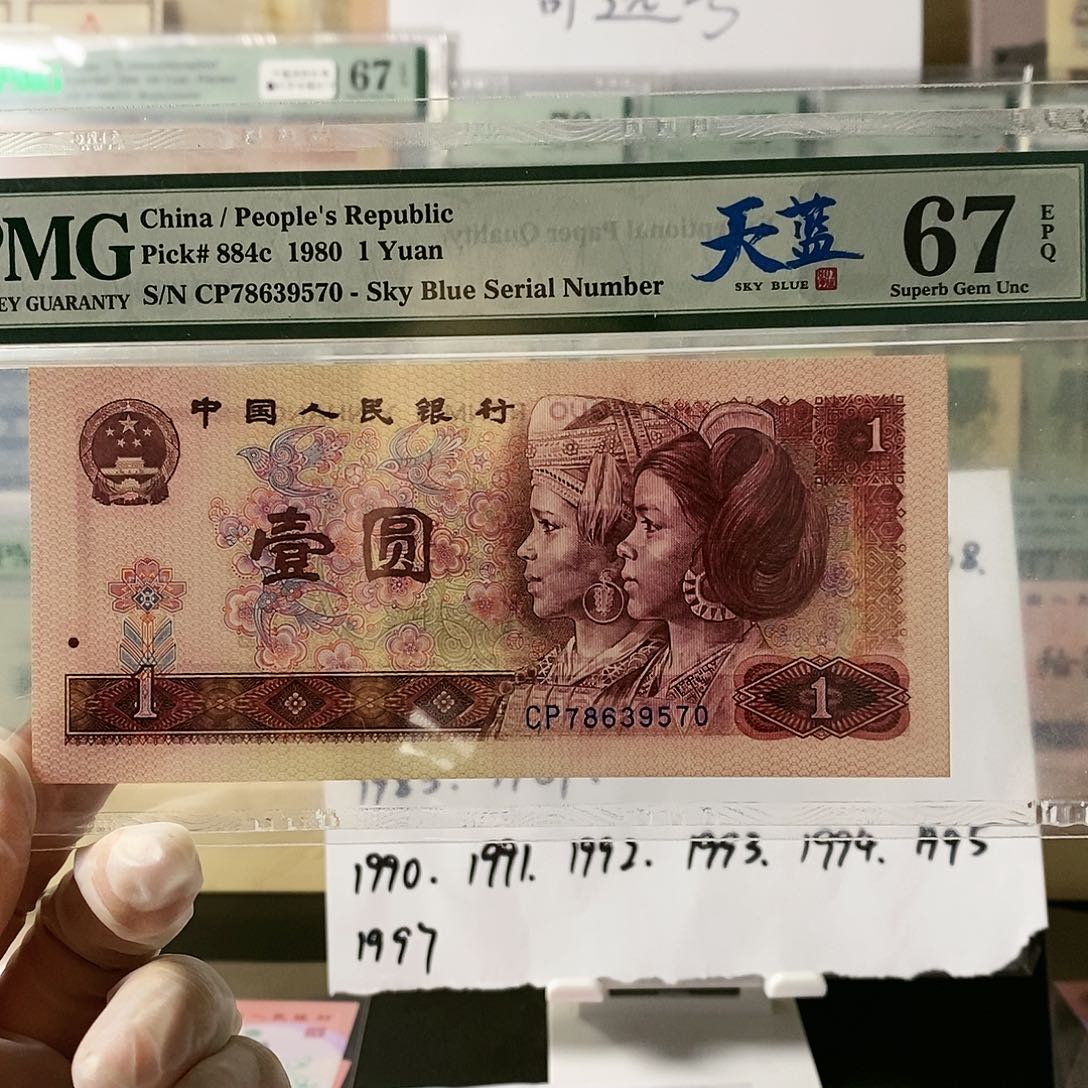 67
PMG
China / People's Republic
Pick# 884c 1980 1 Yuan
EY GUARANTY
S/N CP78639570 - Sky Blue Serial Number
天蓝
SKY BLUE
67
EPQ
Superb Gem Unc
中国人民银行
1
壹圆
1
CP78639570
1
1990. 1991. 1992. 1993. 1994. 1995
1997